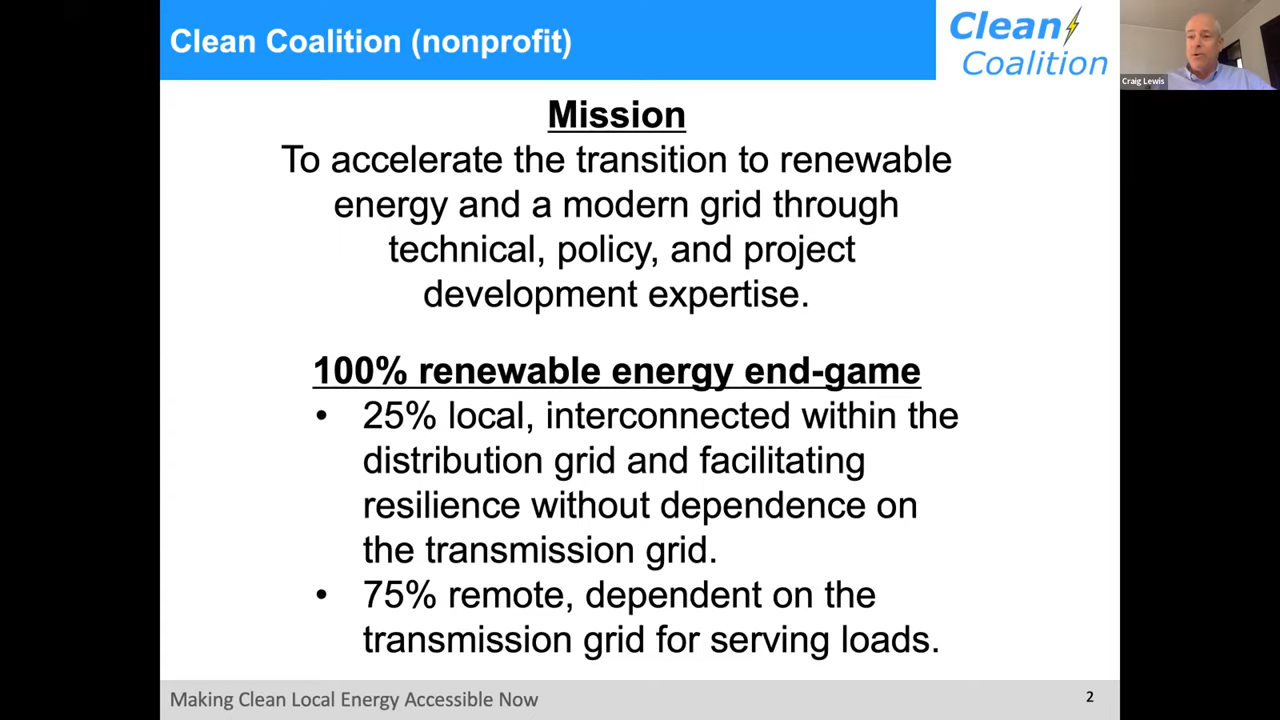 Clean Coalition (nonprofit)
Clean
Coalition
Craig Lewis
Mission
To accelerate the transition to renewable
energy and a modern grid through
technical, policy, and project
development expertise.
100% renewable energy end-game
• 25% local, interconnected within the
distribution grid and facilitating
resilience without dependence on
the transmission grid.
• 75% remote, dependent on the
transmission grid for serving loads.
Making Clean Local Energy Accessible Now
2